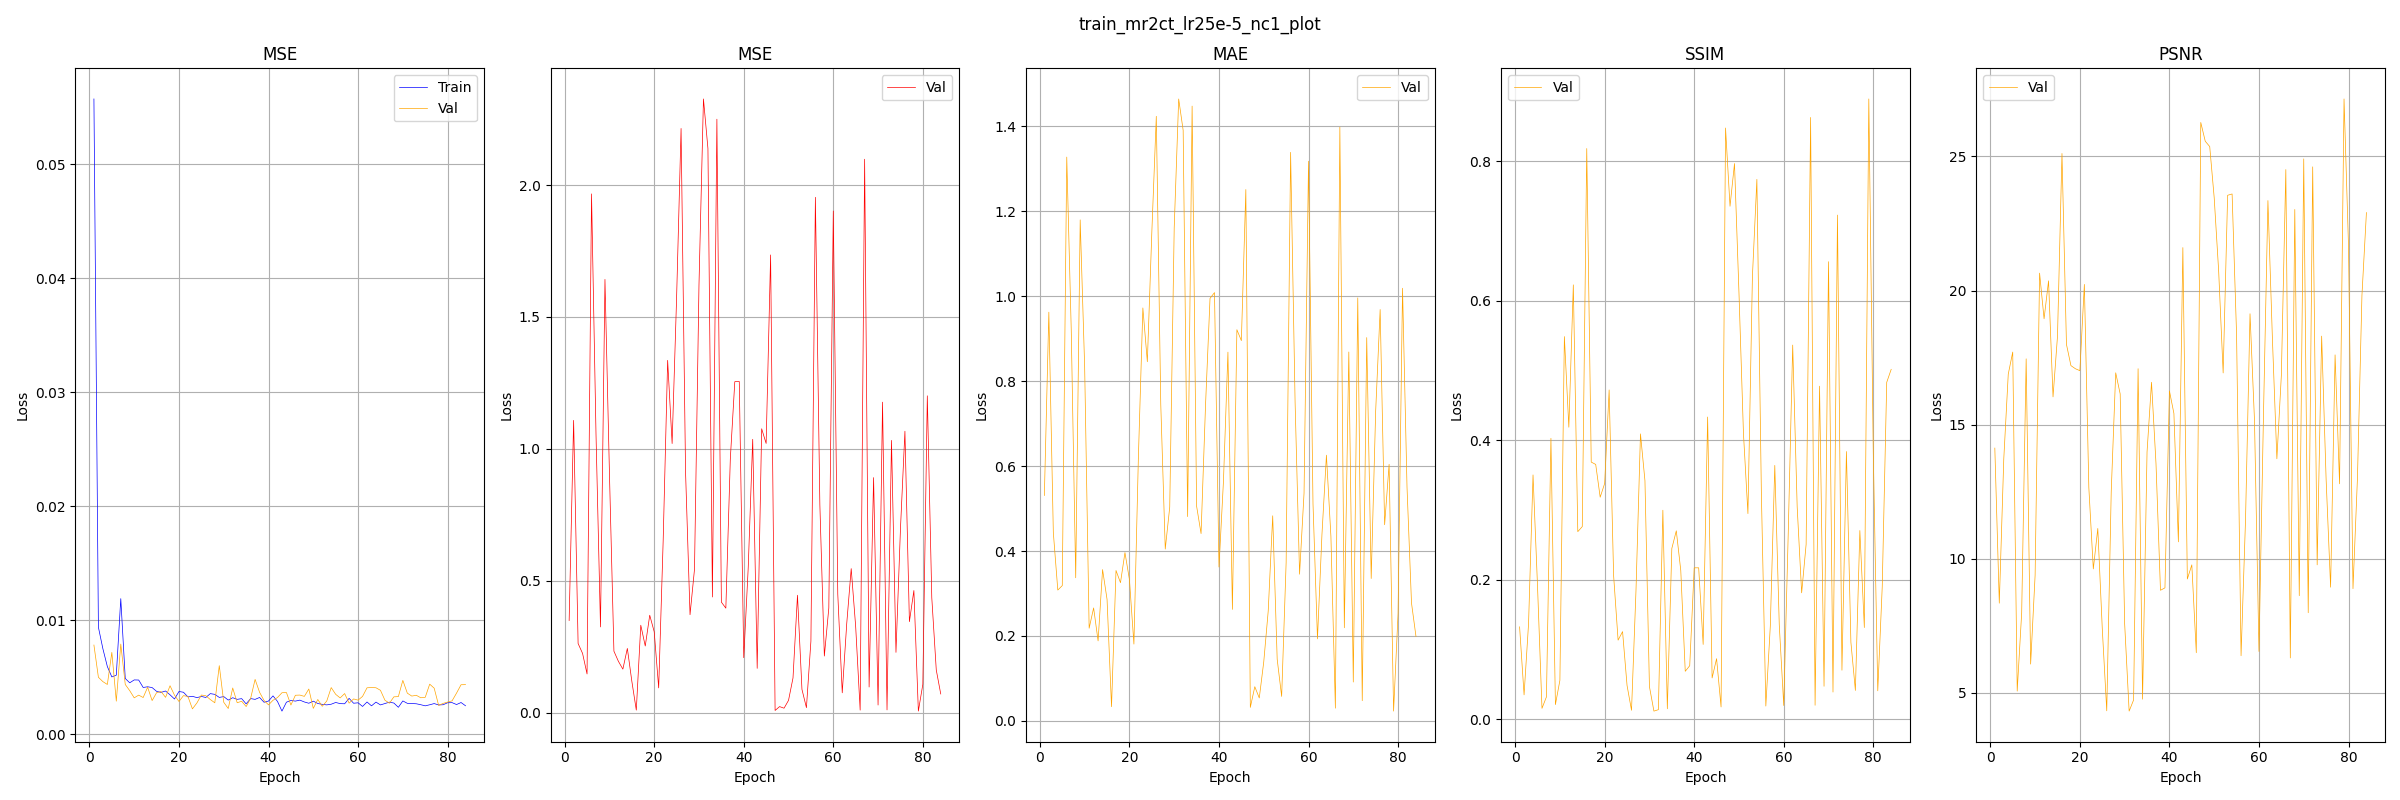 train_mr2ct_lr25e-5_nc1_plot
MSE
Train
Val
0.05
0.04
0.03
0.02
0.01
0.00
Loss
0 20 40 60 80
Epoch
MSE
Val
2.0
1.5
1.0
0.5
0.0
Loss
0 20 40 60 80
Epoch
MAE
Val
1.4
1.2
1.0
0.8
0.6
0.4
0.2
0.0
Loss
0 20 40 60 80
Epoch
SSIM
Val
0.8
0.6
0.4
0.2
0.0
Loss
0 20 40 60 80
Epoch
PSNR
Val
25
20
15
10
5
Loss
0 20 40 60 80
Epoch